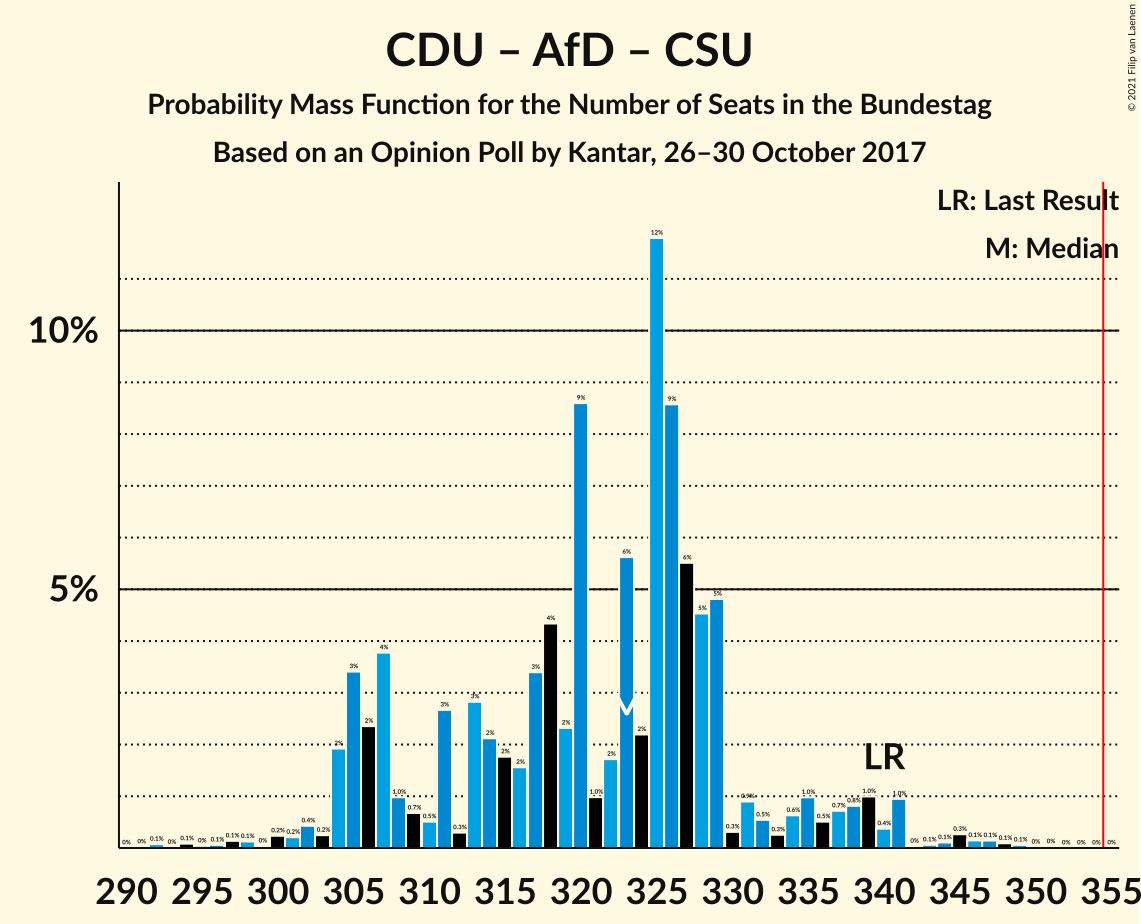 CDU – AfD – CSU
Probability Mass Function for the Number of Seats in the Bundestag
Based on an Opinion Poll by Kantar, 26–30 October 2017
© 2021 Filip van Laenen
LR: Last Result
M: Median
10%
5%
LR
0% 0% 0.1% 0% 0.1% 0% 0.1% 0.1% 0.1% 0% 0.2% 0.2% 0.4% 0.2% 2% 3% 2% 4% 1.0% 0.7% 0.5% 3% 0.3% 3% 2% 2% 2% 3% 4% 2% 9% 1.0% 2% 6% 2% 12% 9% 6% 5% 5% 0.3% 0.9% 0.5% 0.3% 0.6% 1.0% 0.5% 0.7% 0.8% 1.0% 0.4% 1.0% 0% 0.1% 0.1% 0.3% 0.1% 0.1% 0.1% 0.1% 0% 0% 0% 0% 0% 0%
290 295 300 305 310 315 320 325 330 335 340 345 350 355